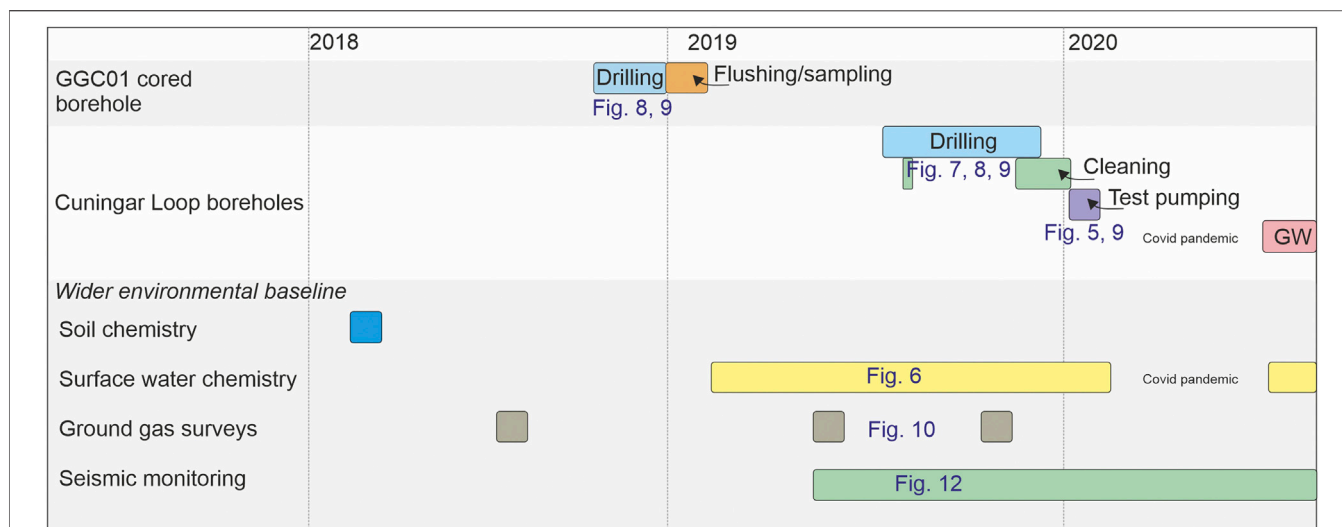 2018
2019
2020
GGC01 cored
borehole
Drilling
Flushing/sampling
Fig. 8, 9
Drilling
Fig. 7, 8, 9
Cleaning
Cuningar Loop boreholes
Test pumping
Fig. 5, 9
Covid pandemic
GW
Wider environmental baseline
Soil chemistry
Surface water chemistry
Fig. 6
Covid pandemic
Ground gas surveys
Fig. 10
Seismic monitoring
Fig. 12